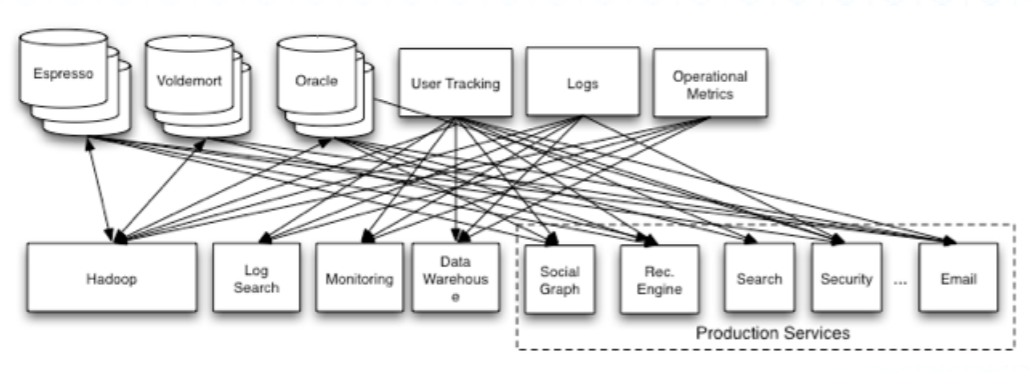 Espresso
Voldemort
Oracle
User Tracking
Logs
Operational
Metrics
Hadoop
Log
Search
Monitoring
Data
Warehous
e
Social
Graph
Rec.
Engine
Search
Security
...
Email
Production Services